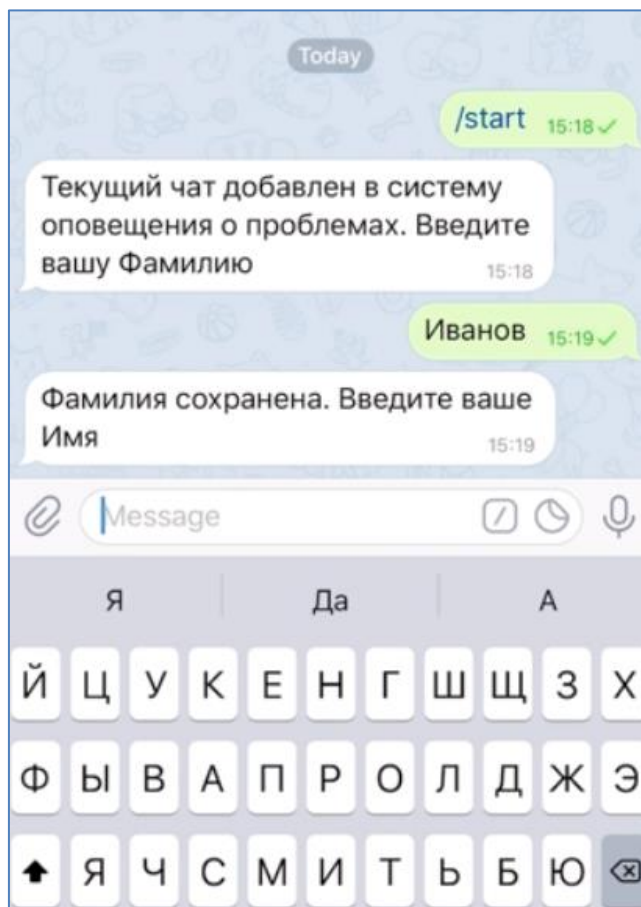 Today
/start 15:18
Текущий чат добавлен в систему
оповещения о проблемах. Введите
вашу Фамилию 15:18
Иванов 15:19
Фамилия сохранена. Введите ваше
Имя 15:19
Message
Я Да А
Й Ц У К Е Н Г Ш Щ З Х
Ф Ы В А П Р О Л Д Ж Э
Я Ч С М И Т Ь Б Ю